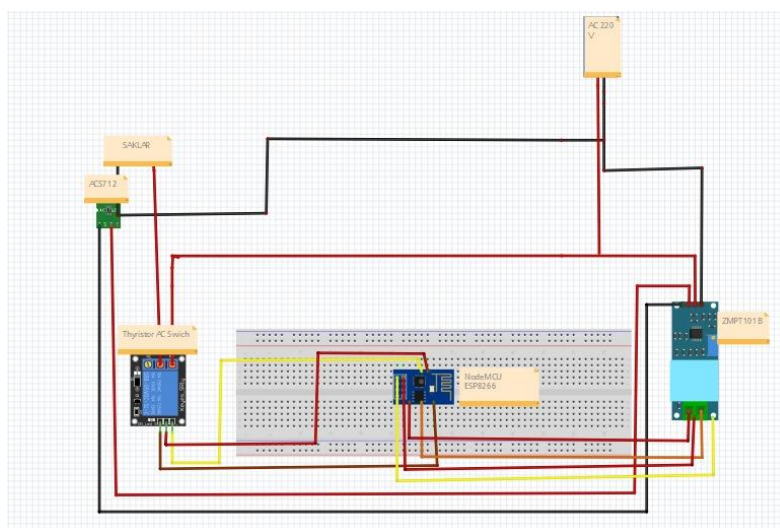 AC 220
V
SAKLAR
ACS712
Thyristor AC Swich
ZMPT101B
NodeMCU
ESP8266